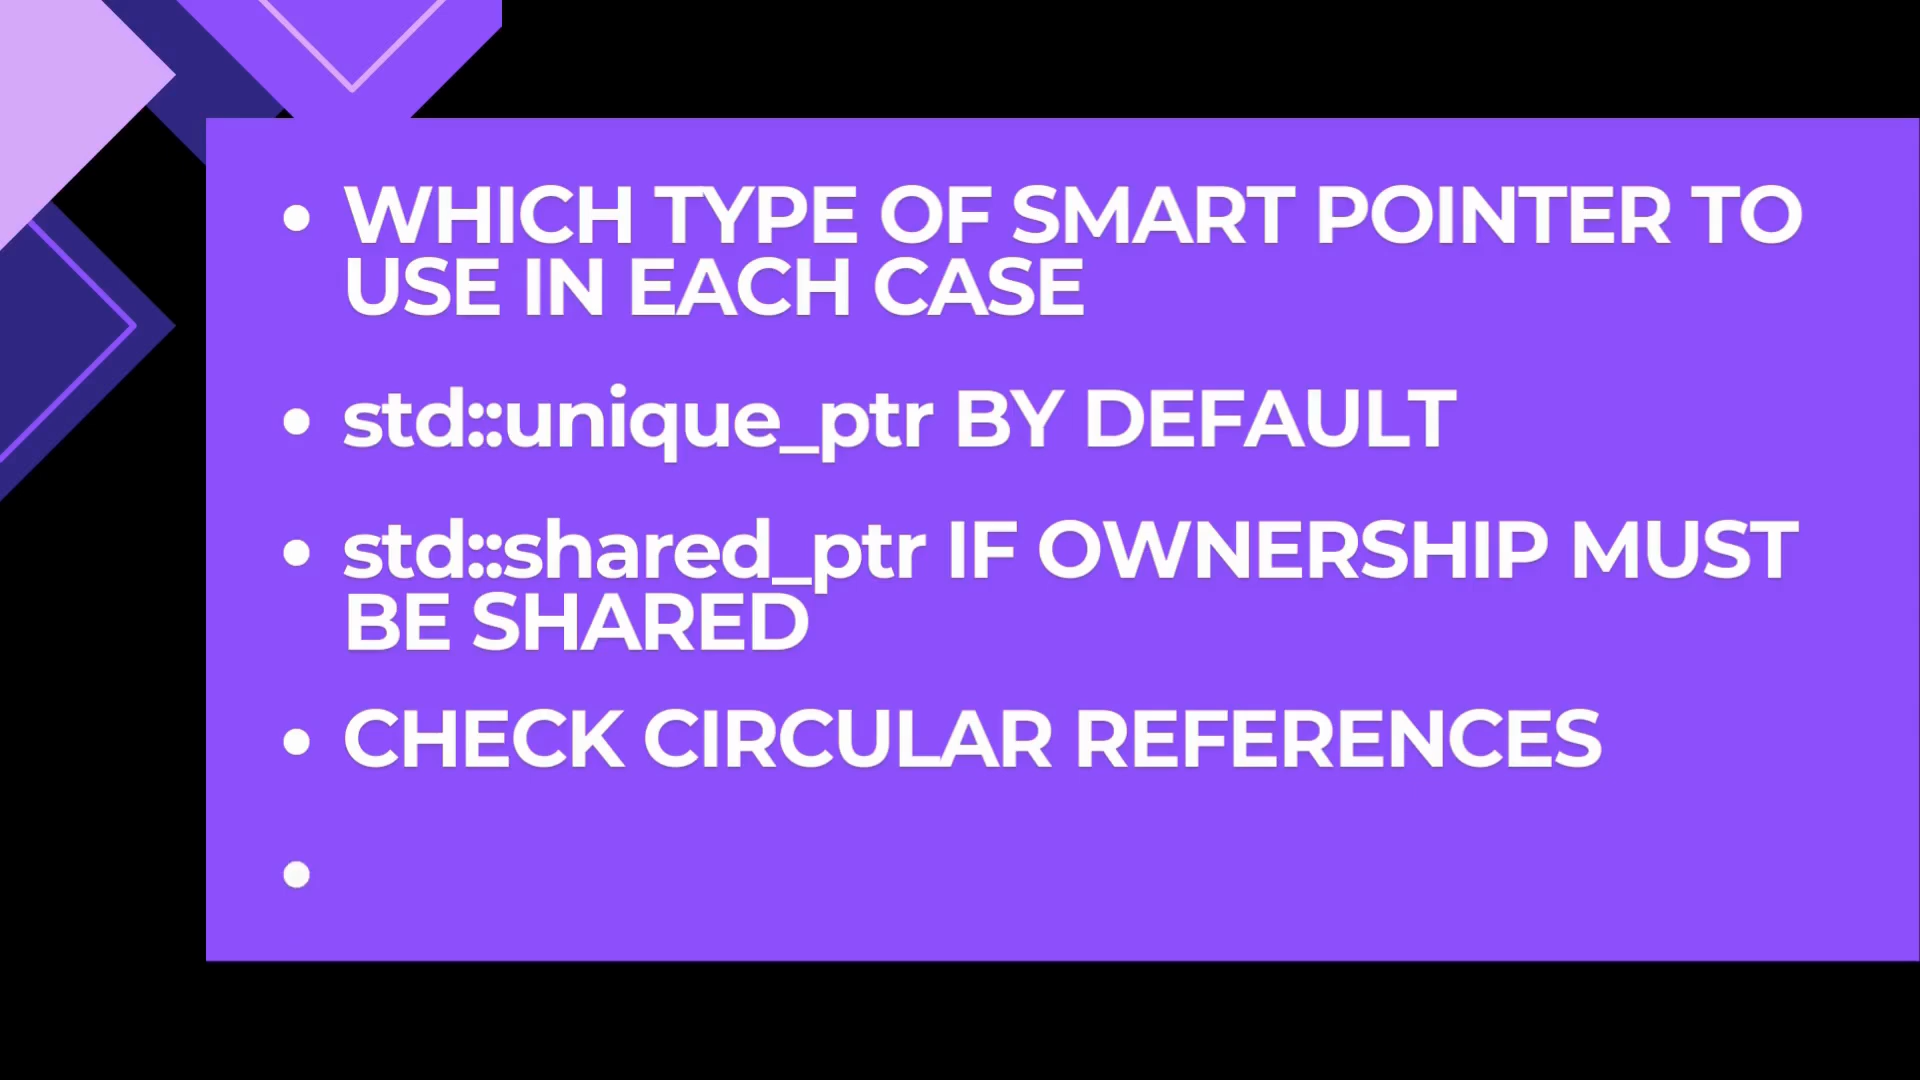 • WHICH TYPE OF SMART POINTER TO
USE IN EACH CASE
• std::unique_ptr BY DEFAULT
• std::shared_ptr IF OWNERSHIP MUST
BE SHARED
• CHECK CIRCULAR REFERENCES
•